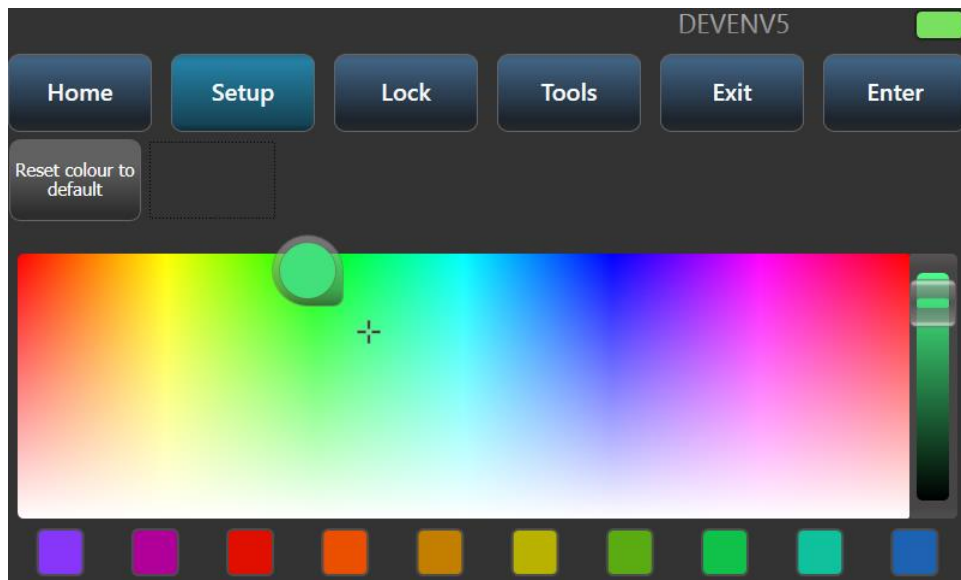 DEVENV5
Home
Setup
Lock
Tools
Exit
Enter
Reset colour to
default